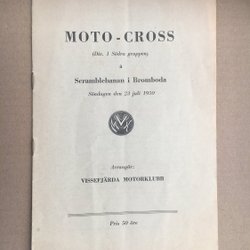 MOTO-CROSS
(Div. 1 Södra gruppen)
å
Scramblebanan i Bromboda
Söndagen den 23 juli 1950
Arrangör:
VISSEFJÄRDA MOTORKLUBB
Pris 50 öre